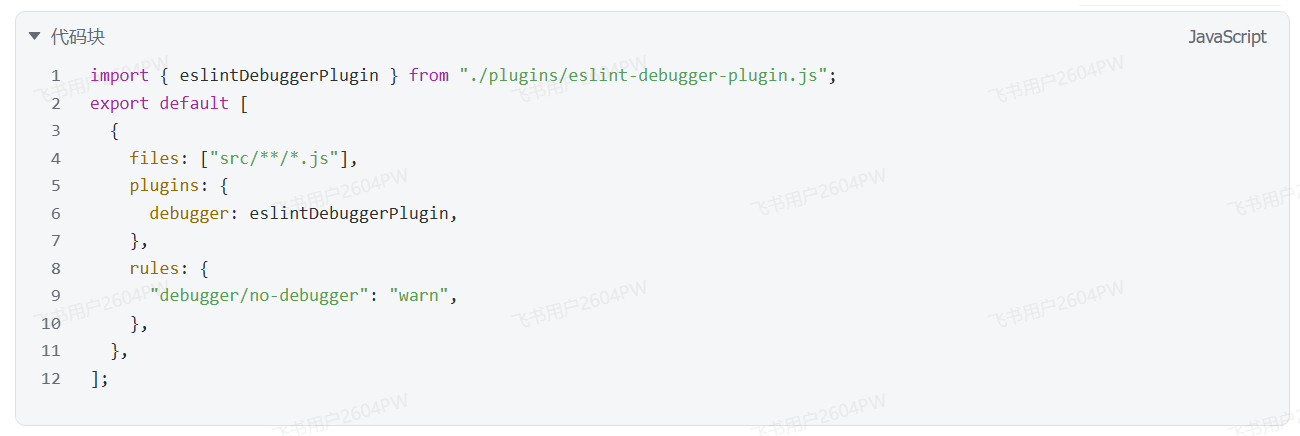 代码块
JavaScript
1 import { eslintDebuggerPlugin } from "./plugins/eslint-debugger-plugin.js";
2 export default [
3   {
4     files: ["src/**/*.js"],
5     plugins: {
6       debugger: eslintDebuggerPlugin,
7     },
8     rules: {
9       "debugger/no-debugger": "warn",
10     },
11   },
12 ];
飞书用户2604PW
飞书用户2604PW
飞书用户2604PW
飞书用户2604PW
飞书用户2604PW
飞书用户2604PW
飞书用户2604PW
飞书用户2604PW
飞书用户2604PW
飞书用户2604PW
飞书用户2604PW